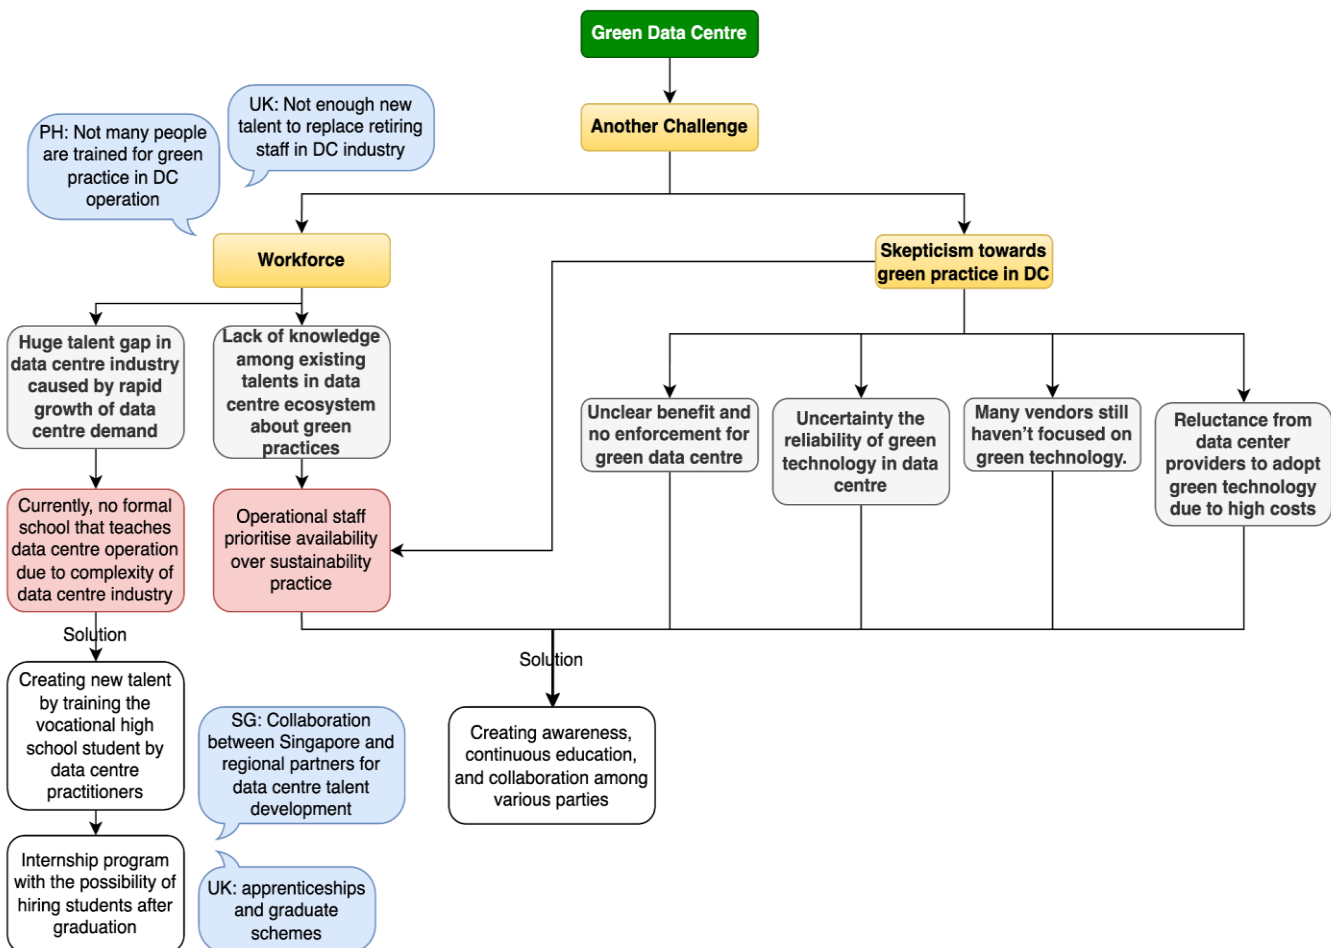 Green Data Centre
Another Challenge
UK: Not enough new
talent to replace retiring
staff in DC industry
PH: Not many people
are trained for green
practice in DC
operation
Workforce
Skepticism towards
green practice in DC
Huge talent gap in
data centre industry
caused by rapid
growth of data
centre demand
Lack of knowledge
among existing
talents in data
centre ecosystem
about green
practices
Unclear benefit and
no enforcement for
green data centre
Uncertainty the
reliability of green
technology in data
centre
Many vendors still
haven't focused on
green technology.
Reluctance from
data center
providers to adopt
green technology
due to high costs
Currently, no formal
school that teaches
data centre operation
due to complexity of
data centre industry
Operational staff
prioritise availability
over sustainability
practice
Solution
Solution
Creating new talent
by training the
vocational high
school student by
data centre
practitioners
SG: Collaboration
between Singapore and
regional partners for
data centre talent
development
Creating awareness,
continuous education,
and collaboration among
various parties
Internship program
with the possibility of
hiring students after
graduation
UK: apprenticeships
and graduate
schemes